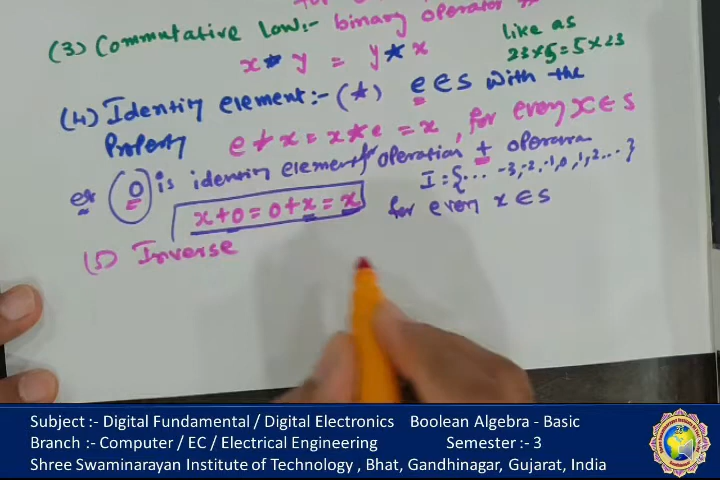 (3) Commutative Low:- binary operator
x * y = y * x
like as
23 x 5 = 5 x 23
(4) Identity element:- (*) e ∈ S with the
Property e * x = x * e = x, for every x ∈ S
ex (0) is identity element for operation + operation
I = {... -3, -2, -1, 0, 1, 2... }
x + 0 = 0 + x = x for every x ∈ S
(5) Inverse
Subject :- Digital Fundamental / Digital Electronics Boolean Algebra - Basic
Branch :- Computer / EC / Electrical Engineering Semester :- 3
Shree Swaminarayan Institute of Technology , Bhat, Gandhinagar, Gujarat, India